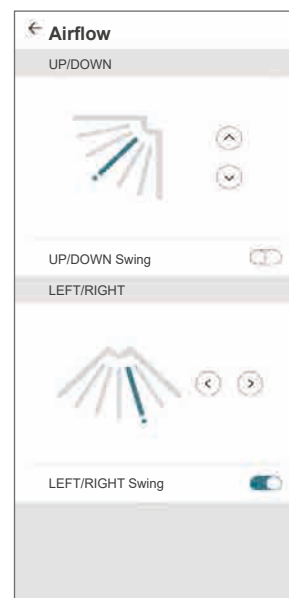 Airflow
UP/DOWN
UP/DOWN Swing
LEFT/RIGHT
LEFT/RIGHT Swing